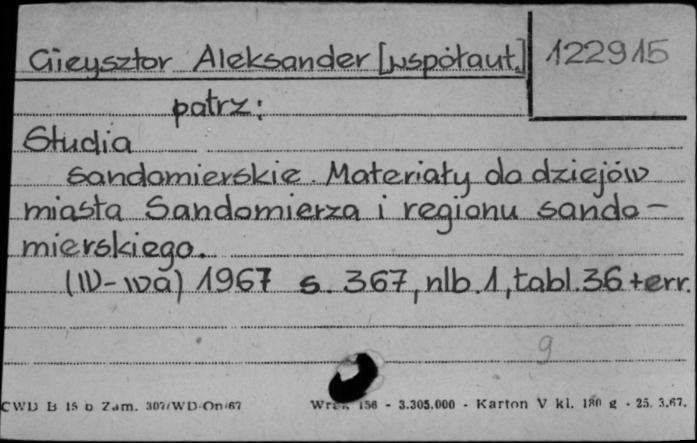 Gieysztor Aleksander [współaut.] 122915
patrz:
Studia
sandomierskie. Materiały do dziejów
miasta Sandomierza i regionu sando-
mierskiego.
(W-wa) 1967 s. 367, nlb. 1, tabl. 36 + err.
9
CWD B 15 b Zam. 307/WD-On/67 156 - 3.305.000 - Karton V kl. 180 g - 25. 3.67.